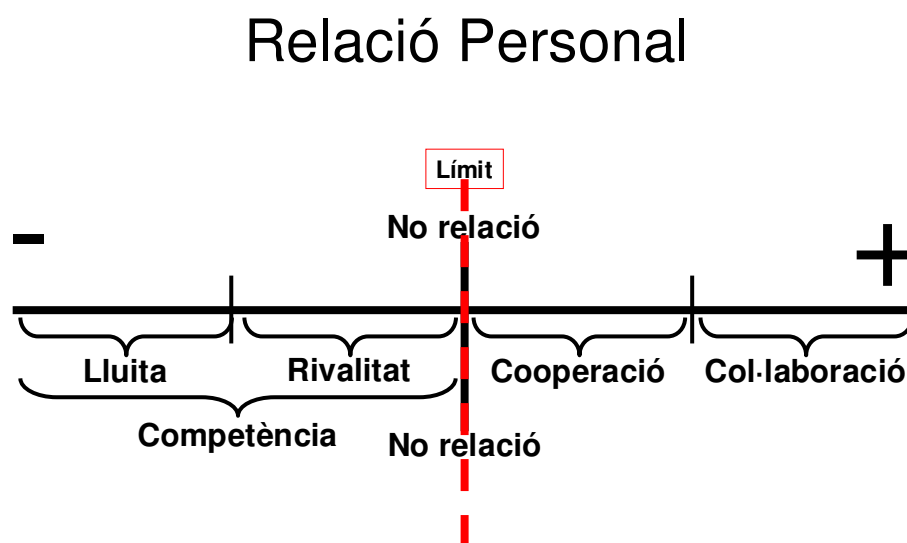 Relació Personal
Límit
No relació
- +
Lluita Rivalitat Cooperació Col·laboració
Competència
No relació